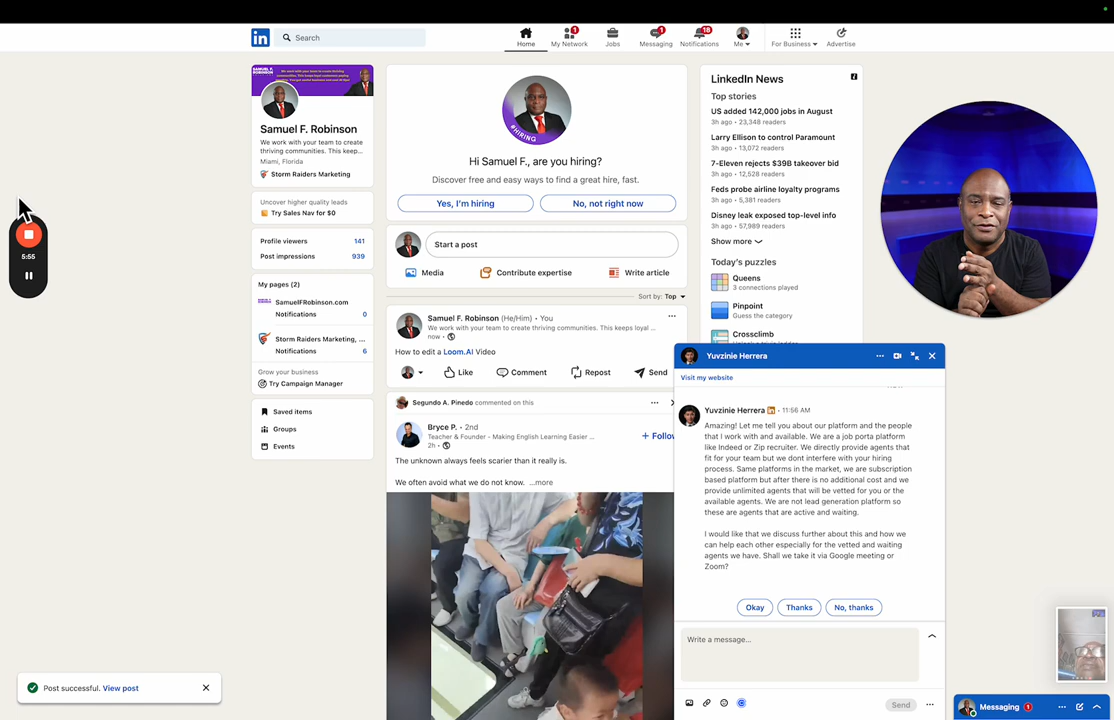 in
Search
Home
1
My Network
Jobs
1
Messaging
18
Notifications
Me
For Business
Advertise
5:55
SAMUEL F.
ROBINSON
Samuel F. Robinson
We work with your team to create
thriving communities. This keep...
Miami, Florida
Storm Raiders Marketing
Uncover higher quality leads
Try Sales Nav for $0
Profile viewers 141
Post impressions 939
My pages (2)
SamuelFRobinson.com
Notifications 0
Storm Raiders Marketing, ...
Notifications 6
Grow your business
Try Campaign Manager
Saved items
Groups
Events
#HIRING
Hi Samuel F., are you hiring?
Discover free and easy ways to find a great hire, fast.
Yes, I'm hiring
No, not right now
Start a post
Media
Contribute expertise
Write article
Sort by: Top
Samuel F. Robinson (He/Him) • You
We work with your team to create thriving communities. This keeps loyal ...
now •
How to edit a Loom.AI Video
Like
Comment
Repost
Send
Segundo A. Pinedo commented on this
Bryce P. • 2nd
Teacher & Founder - Making English Learning Easier ...
2h •
+ Follow
The unknown always feels scarier than it really is.
We often avoid what we do not know. ...more
LinkedIn News
Top stories
US added 142,000 jobs in August
3h ago • 23,348 readers
Larry Ellison to control Paramount
3h ago • 13,072 readers
7-Eleven rejects $39B takeover bid
3h ago • 12,528 readers
Feds probe airline loyalty programs
3h ago • 5,381 readers
Disney leak exposed top-level info
3h ago • 57,989 readers
Show more
Today's puzzles
Queens
3 connections played
Pinpoint
Guess the category
Crossclimb
Yuvzinie Herrera
Visit my website
Yuvzinie Herrera in • 11:56 AM
Amazing! Let me tell you about our platform and the people
that I work with and available. We are a job porta platform
like Indeed or Zip recruiter. We directly provide agents that
fit for your team but we dont interfere with your hiring
process. Same platforms in the market, we are subscription
based platform but after there is no additional cost and we
provide unlimited agents that will be vetted for you or the
available agents. We are not lead generation platform so
these are agents that are active and waiting.
I would like that we discuss further about this and how we
can help each other especially for the vetted and waiting
agents we have. Shall we take it via Google meeting or
Zoom?
Okay
Thanks
No, thanks
Write a message...
Send
Post successful. View post
Messaging 1